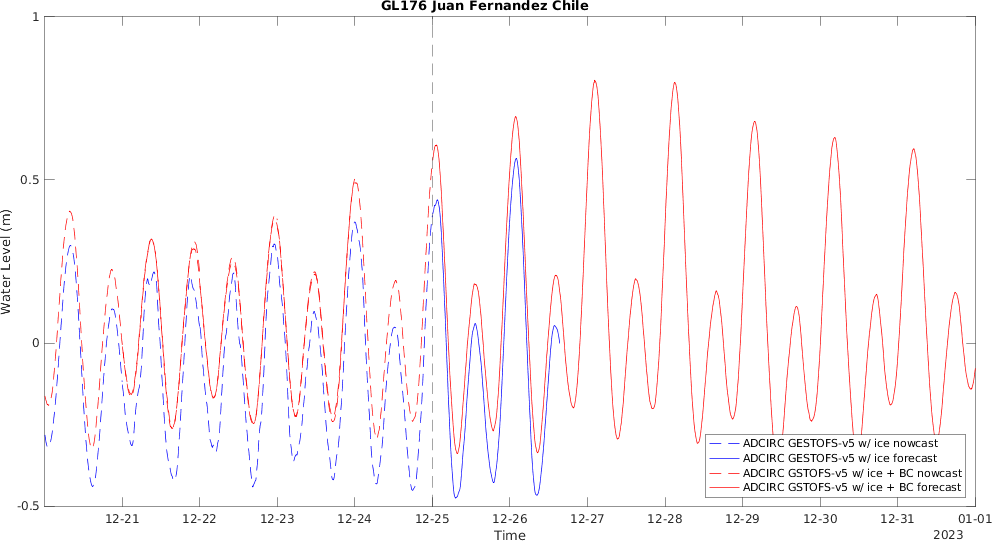 GL176 Juan Fernandez Chile
1
0.5
0
-0.5
Water Level (m)
ADCIRC GESTOFS-v5 w/ ice nowcast
ADCIRC GESTOFS-v5 w/ ice forecast
ADCIRC GSTOFS-v5 w/ ice + BC nowcast
ADCIRC GSTOFS-v5 w/ ice + BC forecast
12-21 12-22 12-23 12-24 12-25 12-26 12-27 12-28 12-29 12-30 12-31 01-01
Time
2023